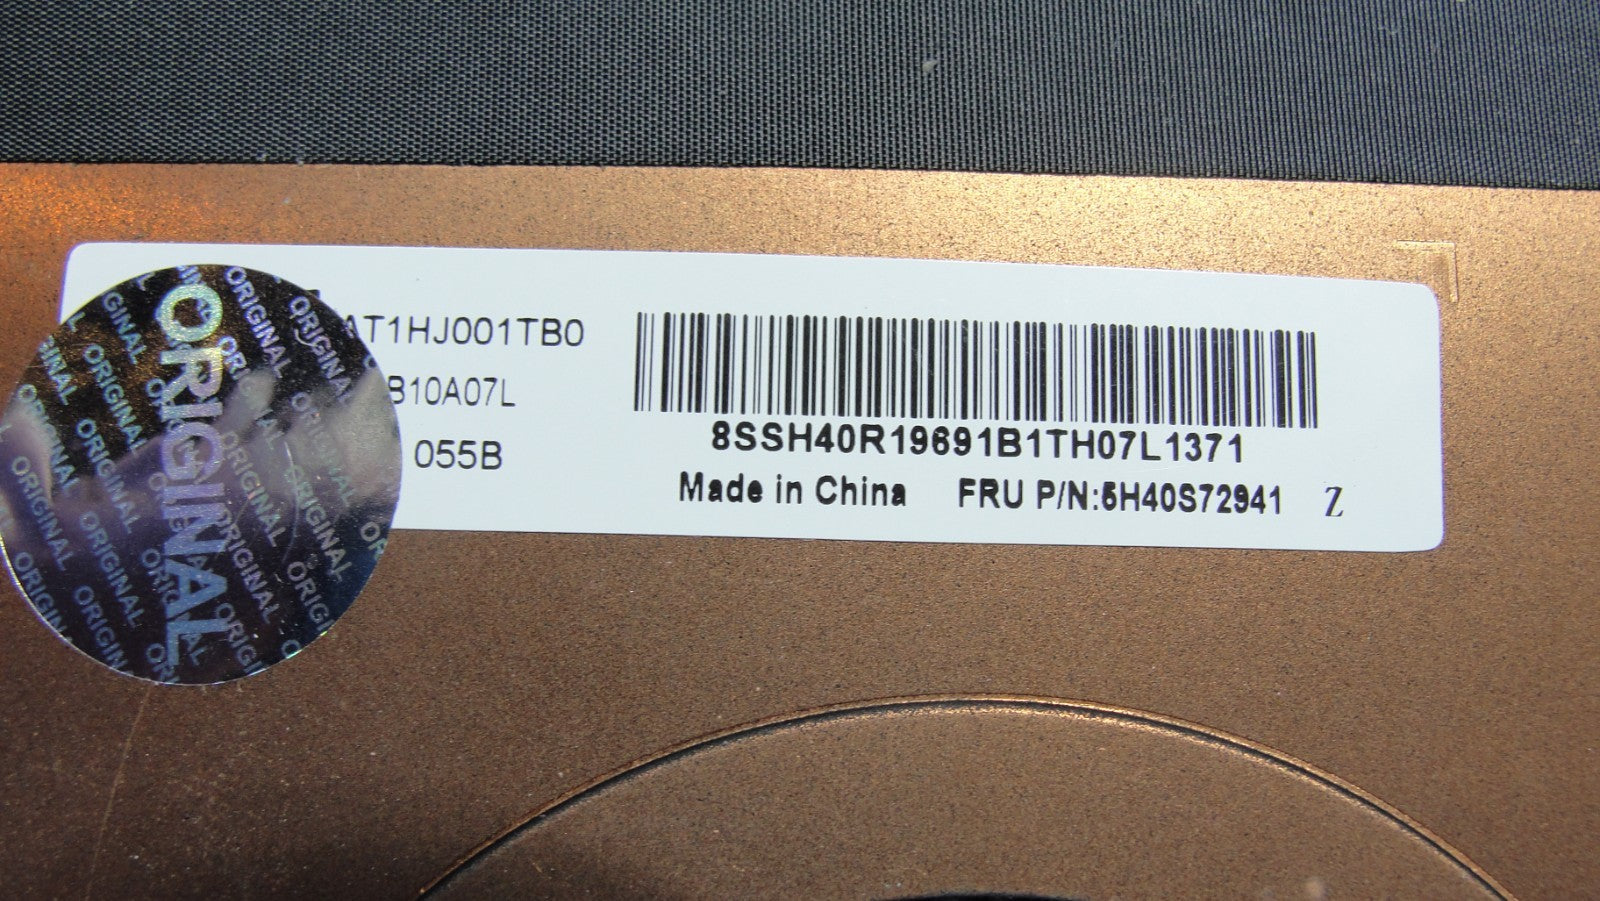 ORIGINAL
AT1HJ001TB0
B10A07L
055B
8SSH40R19691B1TH07L1371
Made in China FRU P/N:5H40S72941 Z